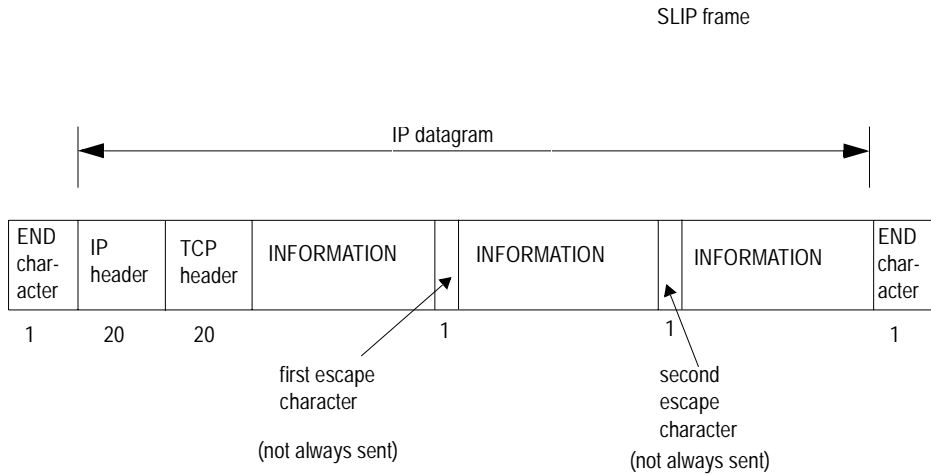 SLIP frame
IP datagram
END
char-
acter
IP
header
TCP
header
INFORMATION
INFORMATION
INFORMATION
END
char-
acter
1
20
20
1
1
1
first escape
character
(not always sent)
second
escape
character
(not always sent)